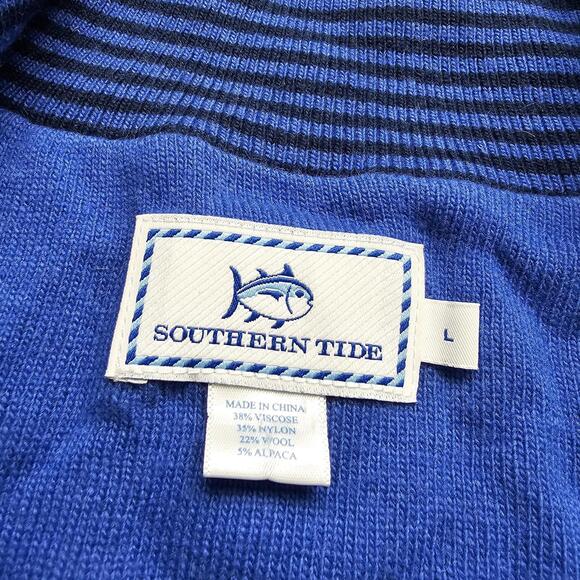 SOUTHERN TIDE
L
MADE IN CHINA
38% VISCOSE
35% NYLON
22% WOOL
5% ALPACA